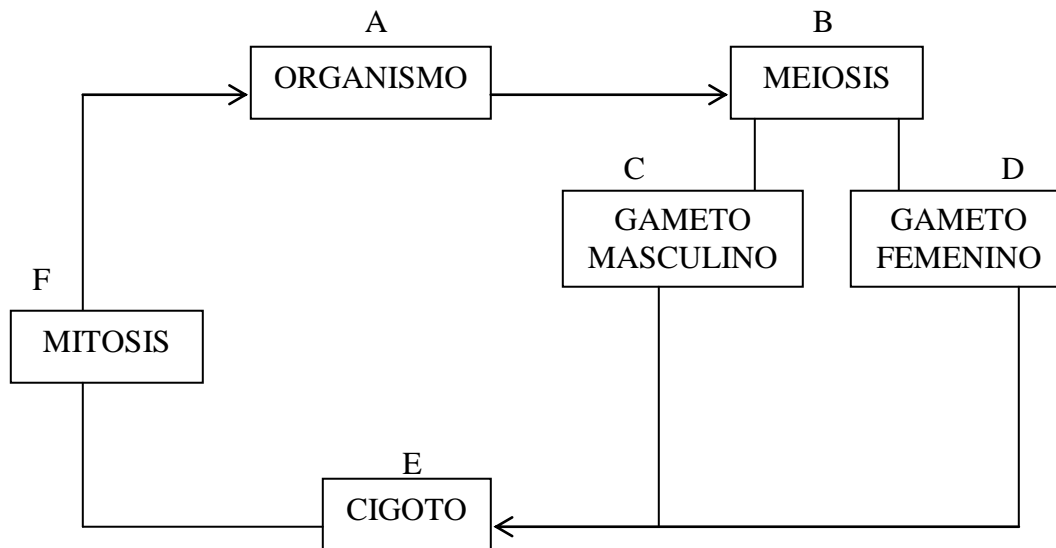 A
ORGANISMO
B
MEIOSIS
C
GAMETO
MASCULINO
D
GAMETO
FEMENINO
F
MITOSIS
E
CIGOTO